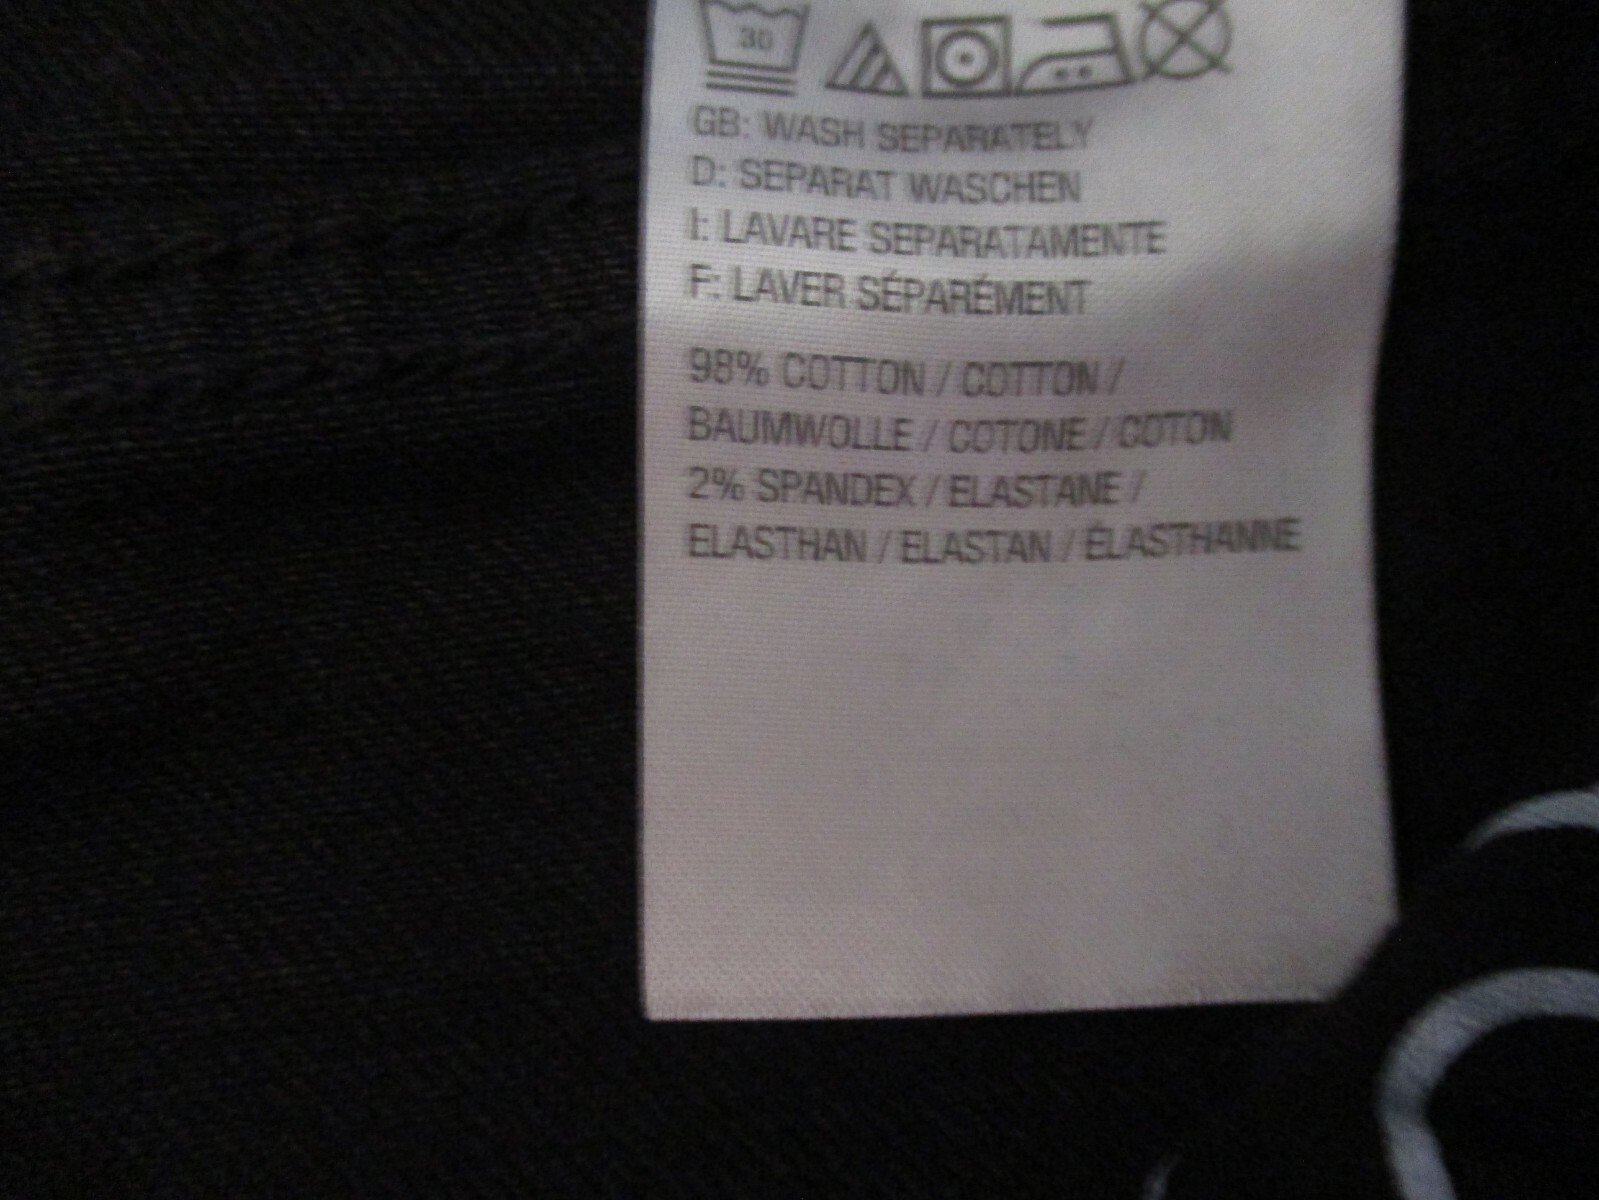 30
GB: WASH SEPARATELY
D: SEPARAT WASCHEN
I: LAVARE SEPARATAMENTE
F: LAVER SÉPARÉMENT
98% COTTON / COTTON /
BAUMWOLLE / COTONE / COTON
2% SPANDEX / ELASTANE /
ELASTHAN / ELASTAN / ÉLASTHANNE